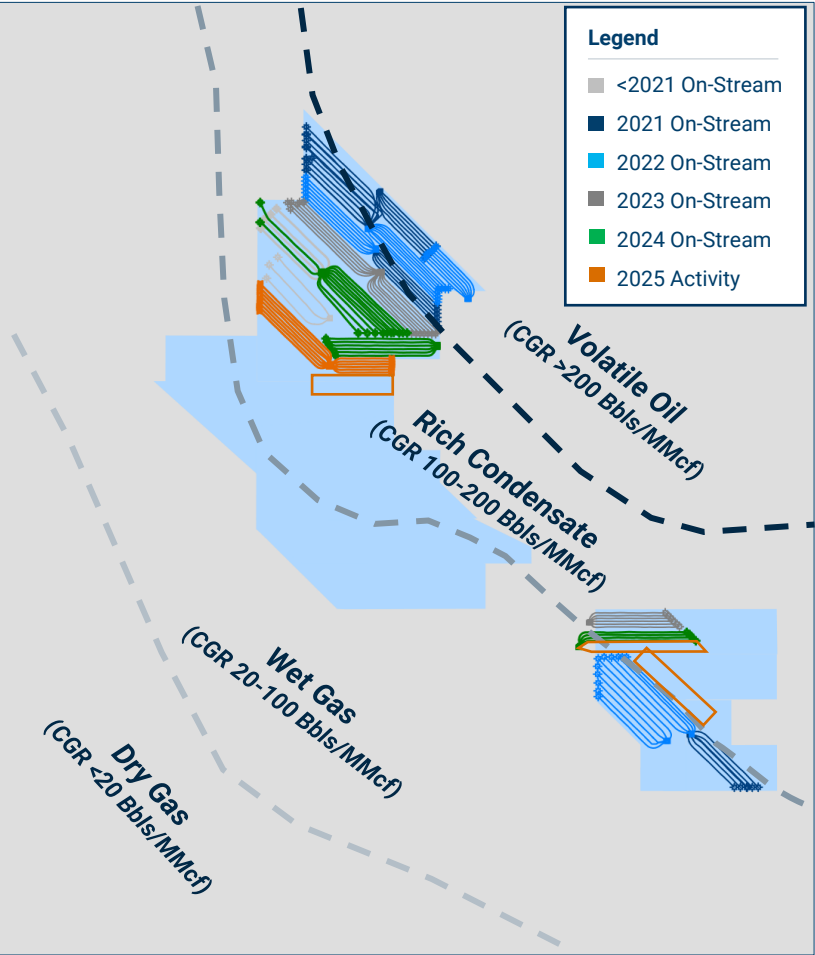 Legend
<2021 On-Stream
2021 On-Stream
2022 On-Stream
2023 On-Stream
2024 On-Stream
2025 Activity
Volatile Oil
(CGR >200 Bbls/MMcf)
Rich Condensate
(CGR 100-200 Bbls/MMcf)
Wet Gas
(CGR 20-100 Bbls/MMcf)
Dry Gas
(CGR <20 Bbls/MMcf)